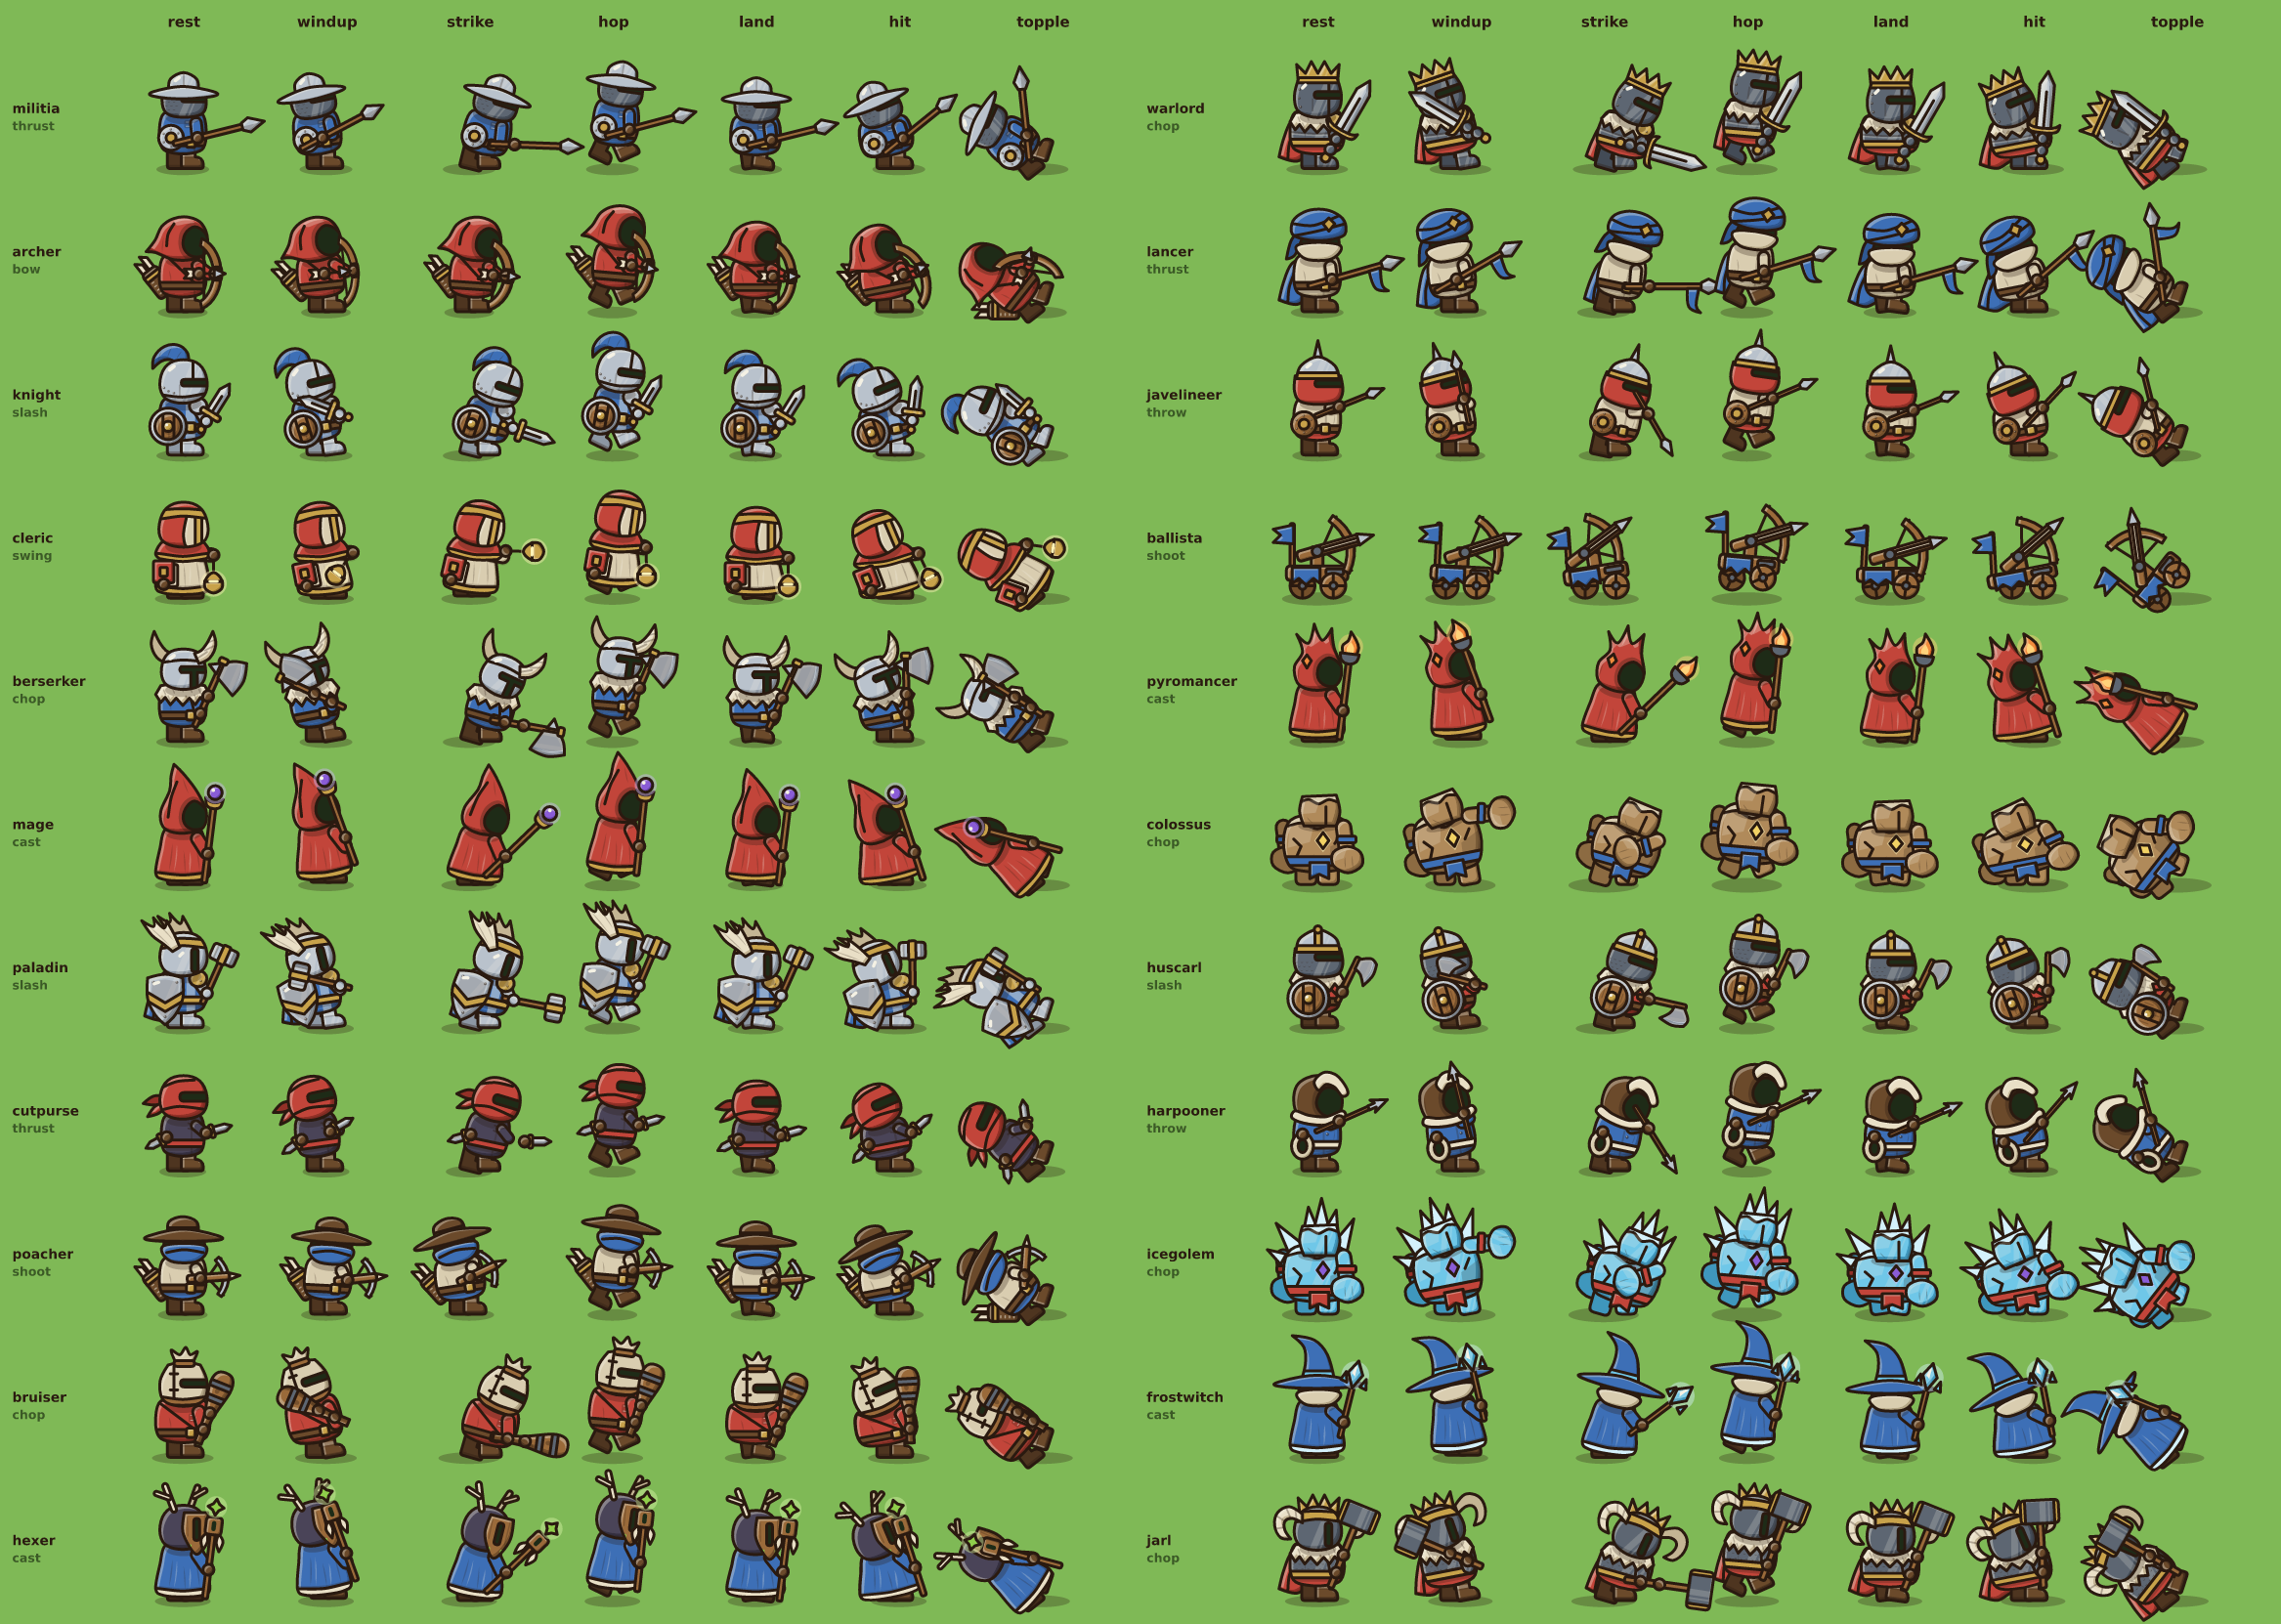 rest windup strike hop land hit topple
militia
thrust
archer
bow
knight
slash
cleric
swing
berserker
chop
mage
cast
paladin
slash
cutpurse
thrust
poacher
shoot
bruiser
chop
hexer
cast
rest windup strike hop land hit topple
warlord
chop
lancer
thrust
javelineer
throw
ballista
shoot
pyromancer
cast
colossus
chop
huscarl
slash
harpooner
throw
icegolem
chop
frostwitch
cast
jarl
chop